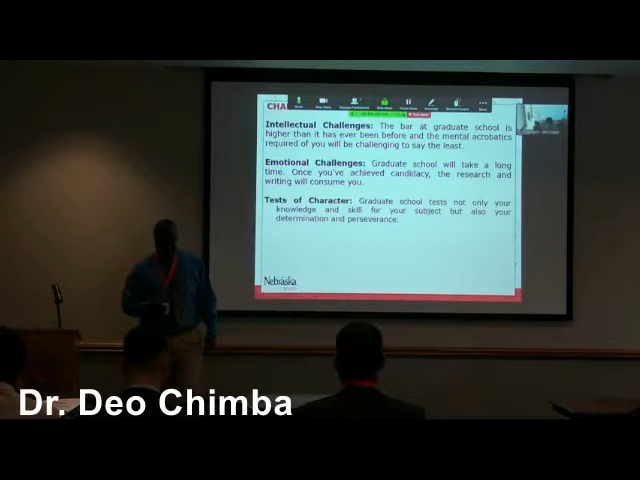 CHA
Intellectual Challenges: The bar at graduate school is
higher than it has ever been before and the mental acrobatics
required of you will be challenging to say the least.
Emotional Challenges: Graduate school will take a long
time. Once you've achieved candidacy, the research and
writing will consume you.
Tests of Character: Graduate school tests not only your
knowledge and skill for your subject but also your
determination and perseverance.
Nebraska
Dr. Deo Chimba